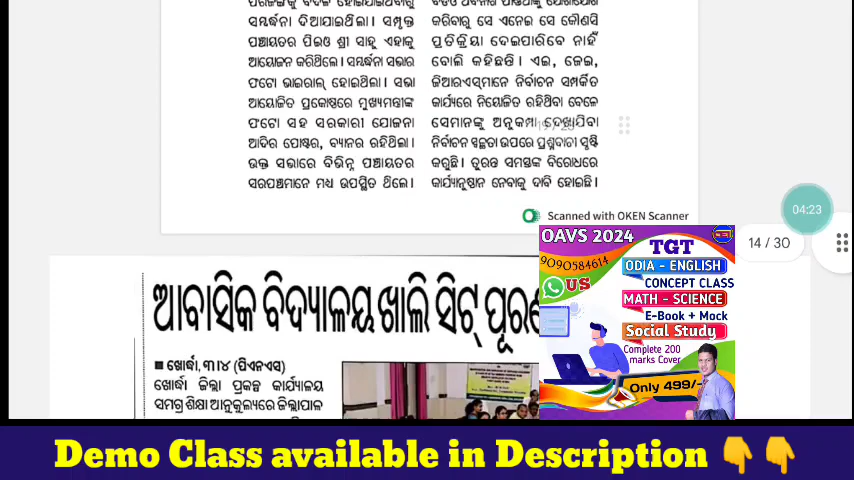 ପରିଜଙ୍କୁ ବଦଳି ହୋଇଯାଇଥିବାରୁ
ସମ୍ବର୍ଦ୍ଧନା ଦିଆଯାଇଥିଲା । ସମ୍ପୃକ୍ତ
ପଞ୍ଚାୟତର ପିଇଓ ଶ୍ରୀ ସାହୁ ଏହାକୁ
ଆୟୋଜନ କରିଥିଲେ । ସମ୍ବର୍ଦ୍ଧନା ସଭାର
ଫଟୋ ଭାଇରାଲ୍ ହୋଇଥିଲା । ସଭା
ଆୟୋଜିତ ପ୍ରକୋଷ୍ଠରେ ମୁଖ୍ୟମନ୍ତ୍ରୀଙ୍କ
ଫଟୋ ସହ ସରକାରୀ ଯୋଜନା
ଆଦିର ପୋଷ୍ଟର, ବ୍ୟାନର ରହିଥିଲା ।
ଉକ୍ତ ସଭାରେ ବିଭିନ୍ନ ପଞ୍ଚାୟତର
ସରପଞ୍ଚମାନେ ମଧ୍ୟ ଉପସ୍ଥିତ ଥିଲେ ।
କରିବାରୁ ସେ ଏନେଇ ସେ କୌଣସି
ପ୍ରତିକ୍ରିୟା ଦେଇପାରିବେ ନାହିଁ
ବୋଲି କହିଛନ୍ତି । ଏଇ, ଜେଇ,
ଜିଆରଏସ୍‌ମାନେ ନିର୍ବାଚନ ସମ୍ପର୍କିତ
କାର୍ଯ୍ୟରେ ନିୟୋଜିତ ରହିଥିବା ବେଳେ
ସେମାନଙ୍କୁ ଅନୁକମ୍ପା ଦେଖାଯିବା
ନିର୍ବାଚନ ସ୍ୱଚ୍ଛତା ଉପରେ ପ୍ରଶ୍ନବାଚୀ ସୃଷ୍ଟି
କରୁଛି । ତୁରନ୍ତ ସମସ୍ତଙ୍କ ବିରୋଧରେ
କାର୍ଯ୍ୟାନୁଷ୍ଠାନ ନେବାକୁ ଦାବି ହୋଇଛି ।
Scanned with OKEN Scanner
04:23
14 / 30
ଆବାସିକ ବିଦ୍ୟାଳୟ ଖାଲି ସିଟ୍ ପୂରଣ
■ ଖୋର୍ଦ୍ଧା, ୩।୪ (ପିଏନଏସ)
ଖୋର୍ଦ୍ଧା ଜିଲ୍ଲା ପ୍ରକଳ୍ପ କାର୍ଯ୍ୟାଳୟ
ସମଗ୍ର ଶିକ୍ଷା ଆନୁକୂଲ୍ୟରେ ଜିଲ୍ଲାପାଳ
OAVS 2024
9090584614
US
TGT
ODIA - ENGLISH
CONCEPT CLASS
MATH - SCIENCE
E-Book + Mock
Social Study
Complete 200
marks Cover
Only 499/-
Demo Class available in Description 👇👇